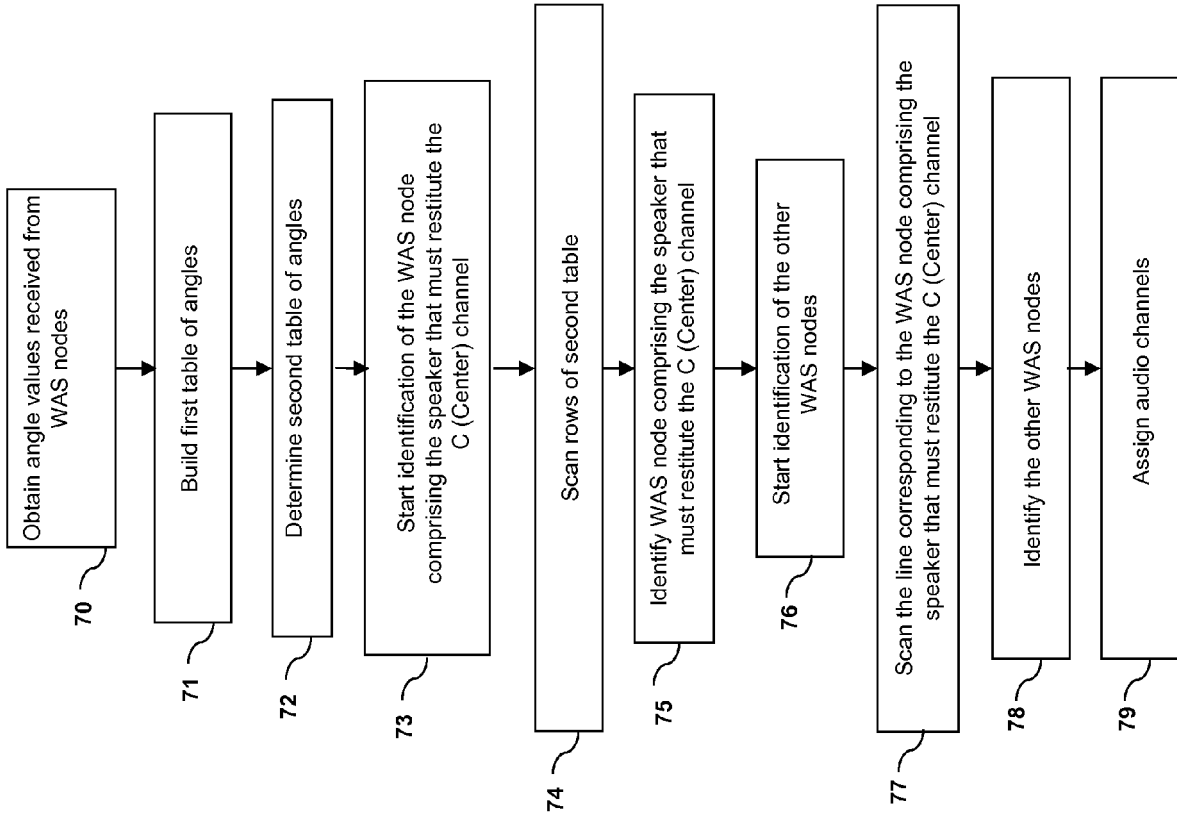 Obtain angle values received from
WAS nodes
70
Build first table of angles
71
Determine second table of angles
72
Start identification of the WAS node
comprising the speaker that must restitute the
C (Center) channel
73
Scan rows of second table
74
Identify WAS node comprising the speaker that
must restitute the C (Center) channel
75
Start identification of the other
WAS nodes
76
Scan the line corresponding to the WAS node comprising the
speaker that must restitute the C (Center) channel
77
Identify the other WAS nodes
78
Assign audio channels
79